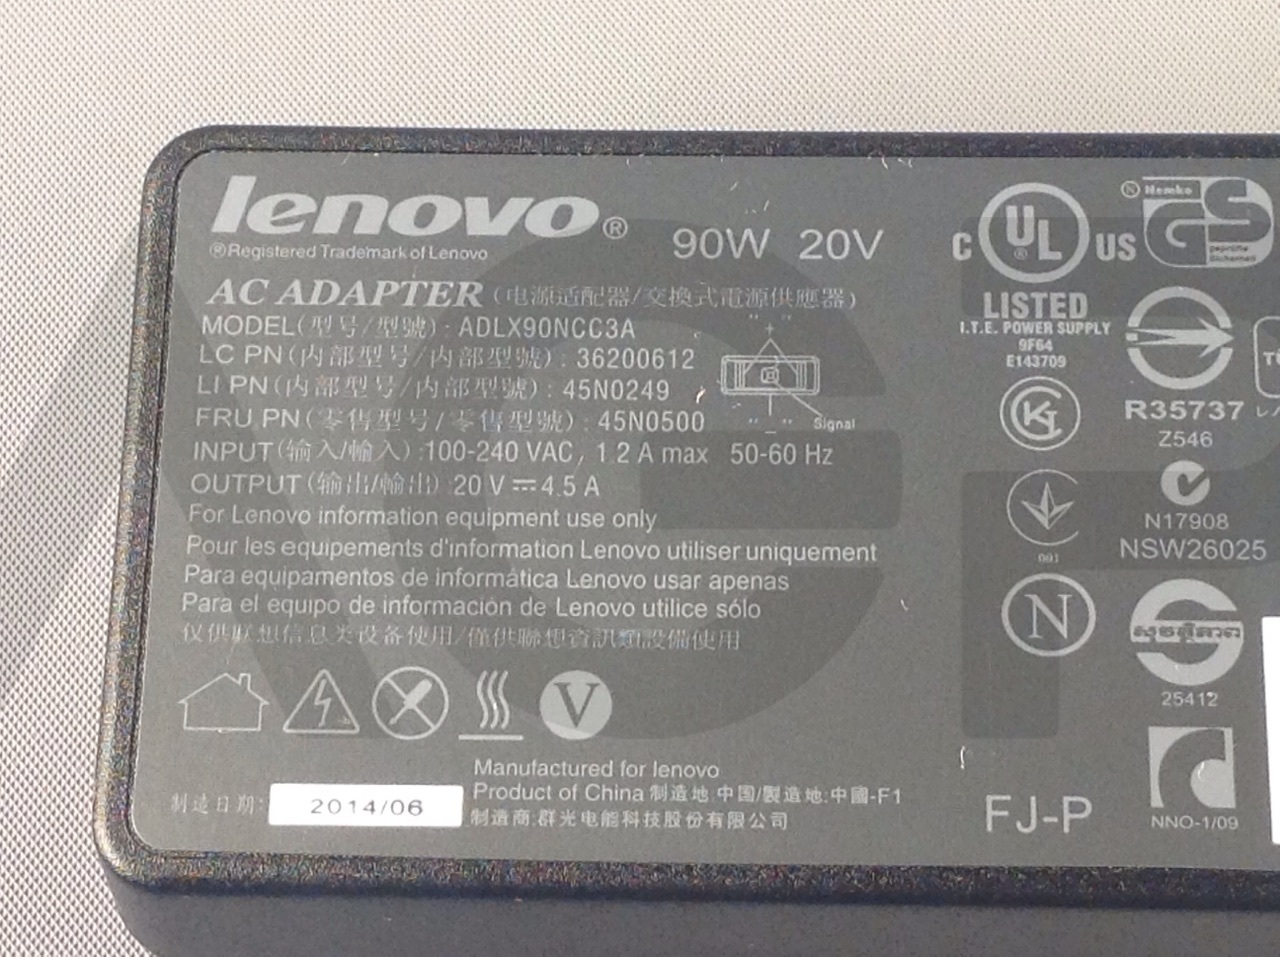 lenovo®
®Registered Trademark of Lenovo
90W 20V
AC ADAPTER (电源适配器/交換式電源供應器)
MODEL(型号/型號): ADLX90NCC3A
LC PN(内部型号/内部型號): 36200612
LI PN(内部型号/内部型號): 45N0249
FRU PN(零售型号/零售型號): 45N0500
INPUT(输入/輸入):100-240 VAC, 1.2 A max 50-60 Hz
OUTPUT(输出/輸出) 20 V⎓4.5 A
For Lenovo information equipment use only
Pour les equipements d'information Lenovo utiliser uniquement
Para equipamentos de informática Lenovo usar apenas
Para el equipo de información de Lenovo utilice sólo
仅供联想信息类设备使用/僅供聯想資訊類設備使用
"+"
"-"
Signal
V
制造日期:
2014/06
Manufactured for lenovo
Product of China 制造地:中国/製造地:中國-F1
制造商:群光电能科技股份有限公司
C UL® US
LISTED
I.T.E. POWER SUPPLY
9F64
E143709
N Nemko
GS
geprüfte
Sicherheit
R35737
Z546
N17908
NSW26025
001
N
25412
FJ-P
NNO-1/09